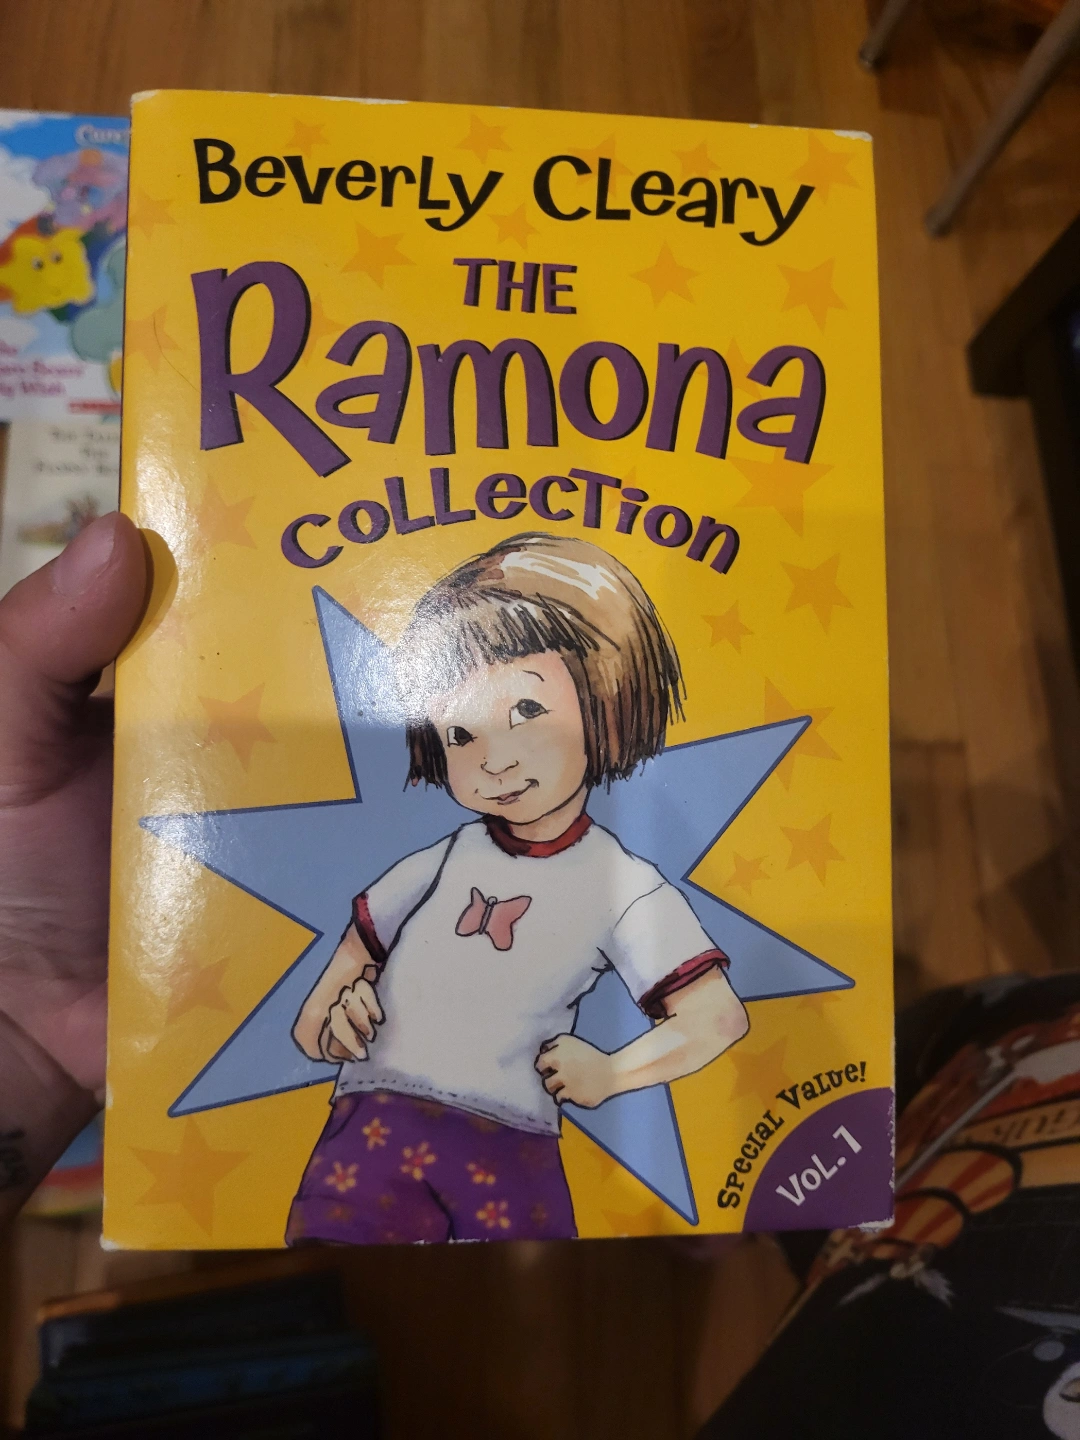 Beverly Cleary
THE
Ramona
Collection
Special Value!
Vol. 1